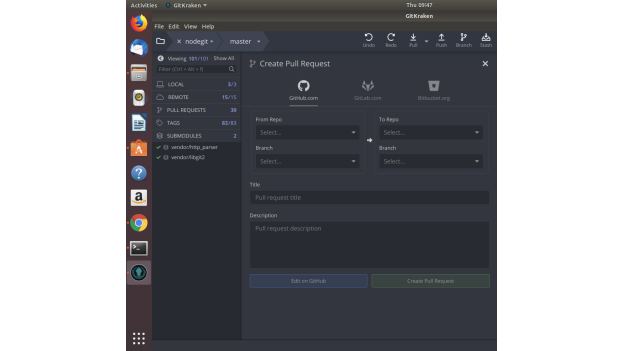 Activities GitKraken Thu 09:47
GitKraken
File Edit View Help
nodegit master Undo Redo Pull Push Branch Stash
Viewing 101/101 Show All
Filter (Ctrl + Alt + f)
LOCAL 3/3
REMOTE 15/15
PULL REQUESTS 39
TAGS 83/83
SUBMODULES 2
vendor/http_parser
vendor/libgit2
Create Pull Request
GitHub.com GitLab.com Bitbucket.org
From Repo To Repo
Select... Select...
Branch Branch
Select... Select...
Title
Pull request title
Description
Pull request description
Edit on GitHub Create Pull Request